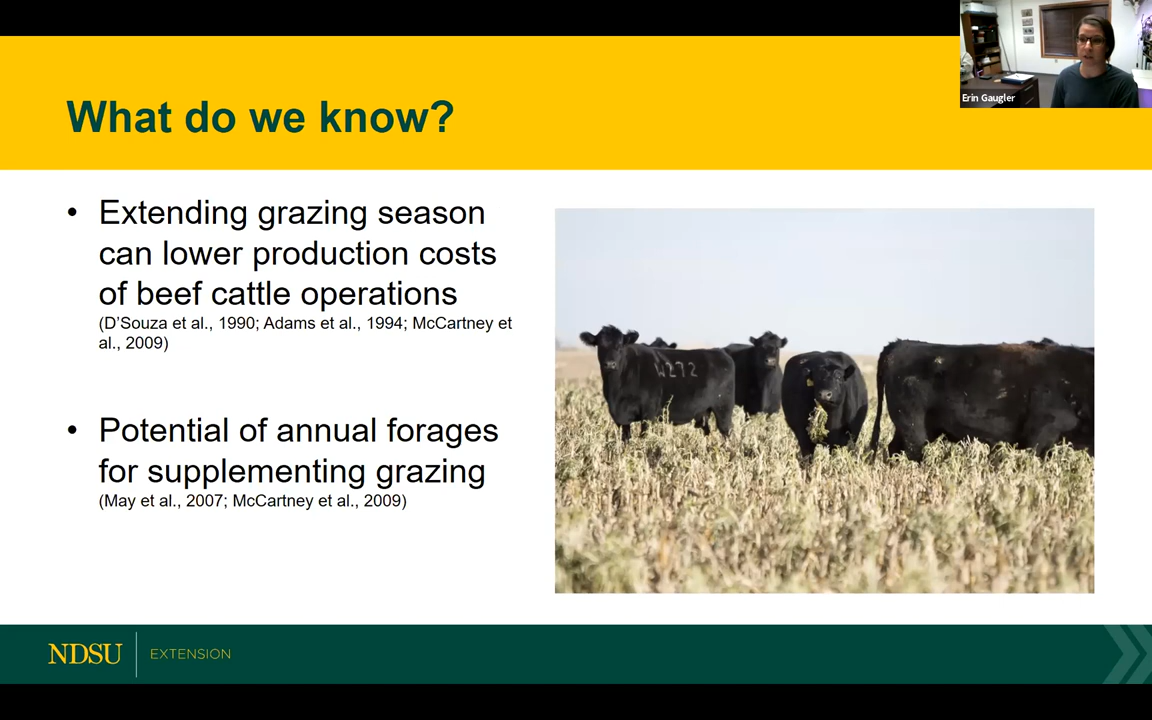 Erin Gaugler
What do we know?
• Extending grazing season
can lower production costs
of beef cattle operations
(D’Souza et al., 1990; Adams et al., 1994; McCartney et
al., 2009)
• Potential of annual forages
for supplementing grazing
(May et al., 2007; McCartney et al., 2009)
W272
NDSU EXTENSION